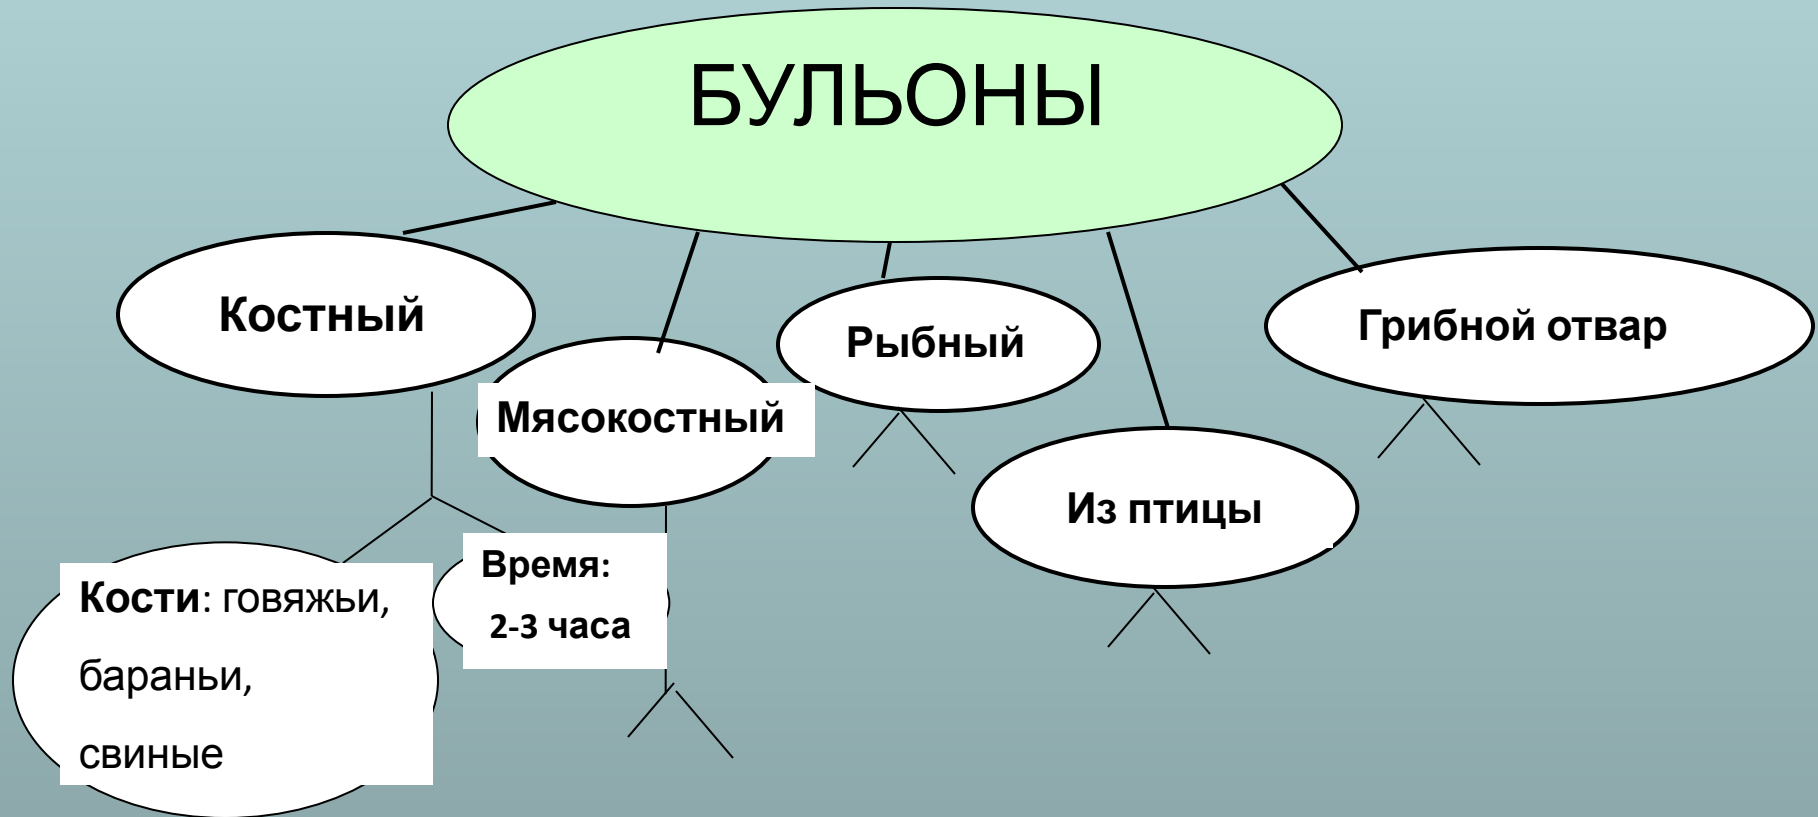 БУЛЬОНЫ
Костный
Мясокостный
Рыбный
Из птицы
Грибной отвар
Кости: говяжьи,
бараньи,
свиные
Время:
2-3 часа